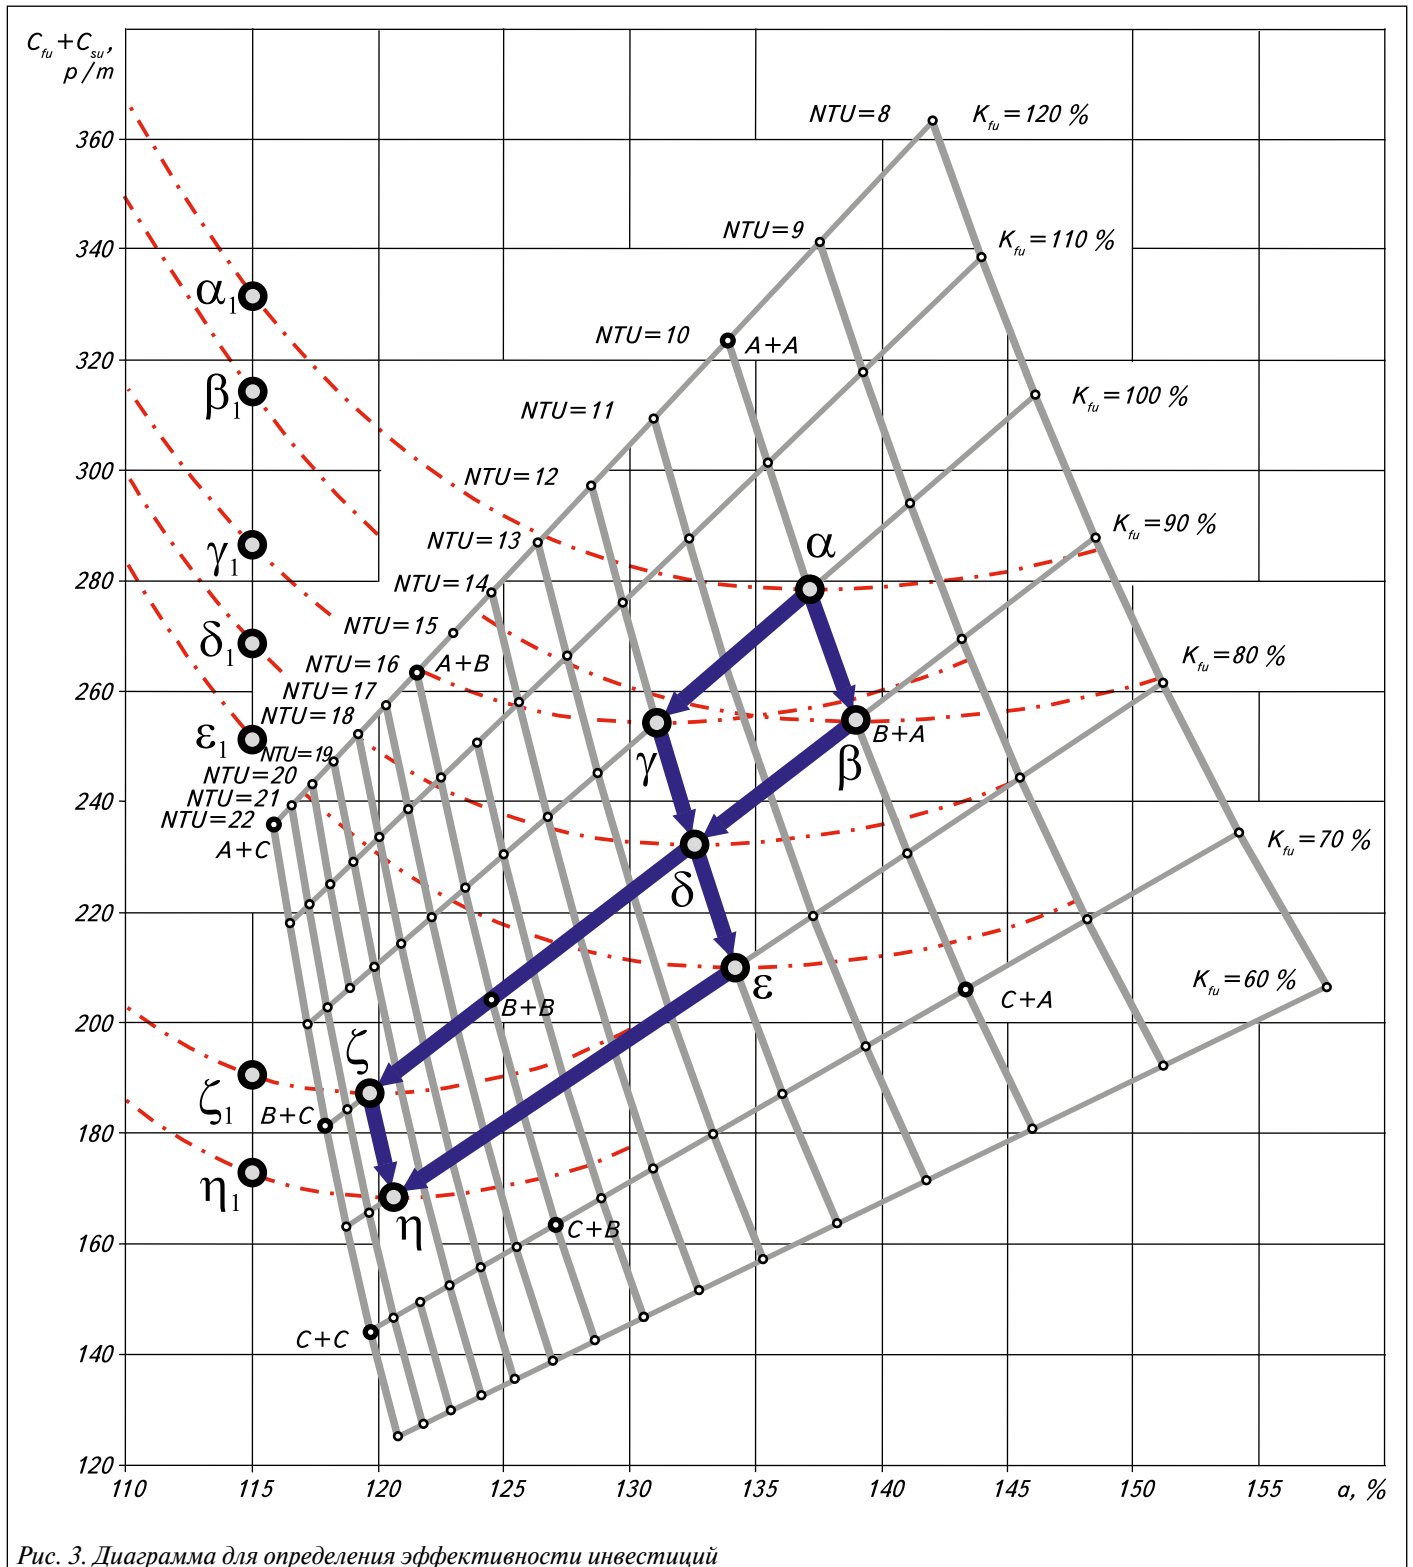 C_fu + C_su,
p/m
NTU=8
K_fu=120 %
360
NTU=9
K_fu=110 %
340
α₁
NTU=10
A+A
320
β₁
K_fu=100 %
NTU=11
300
NTU=12
K_fu=90 %
γ₁
NTU=13
α
280
NTU=14
NTU=15
δ₁
NTU=16
A+B
K_fu=80 %
260
NTU=17
NTU=18
ε₁
NTU=19
γ
β
B+A
NTU=20
240
NTU=21
NTU=22
A+C
K_fu=70 %
δ
220
ε
K_fu=60 %
C+A
200
B+B
ζ
ζ₁
B+C
180
η₁
η
C+B
160
C+C
140
120
110
115
120
125
130
135
140
145
150
155
a, %
Рис. 3. Диаграмма для определения эффективности инвестиций